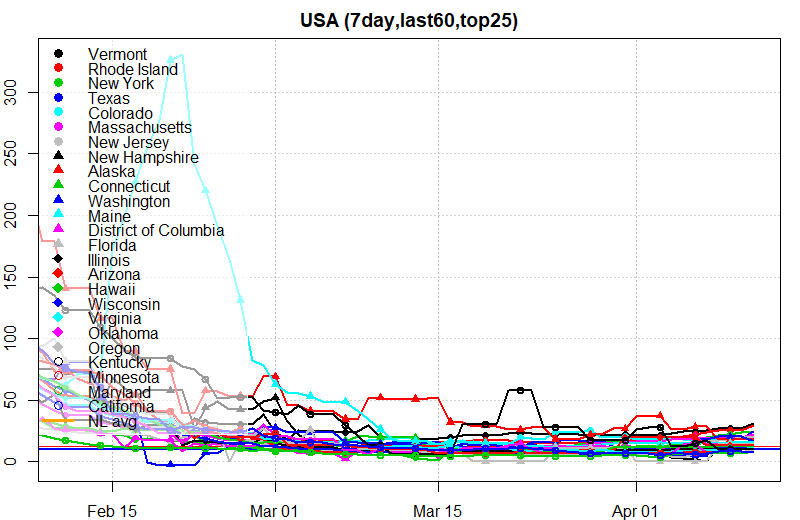 USA (7day,last60,top25)
300
250
200
150
100
50
0
Vermont
Rhode Island
New York
Texas
Colorado
Massachusetts
New Jersey
New Hampshire
Alaska
Connecticut
Washington
Maine
District of Columbia
Florida
Illinois
Arizona
Hawaii
Wisconsin
Virginia
Oklahoma
Oregon
Kentucky
Minnesota
Maryland
California
NL avg
Feb 15
Mar 01
Mar 15
Apr 01